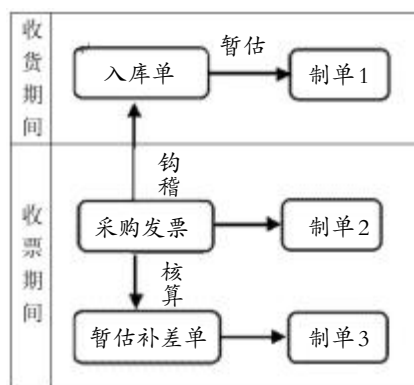 收货期间
入库单
暂估
制单1
钩稽
收票期间
采购发票
制单2
核算
暂估补差单
制单3